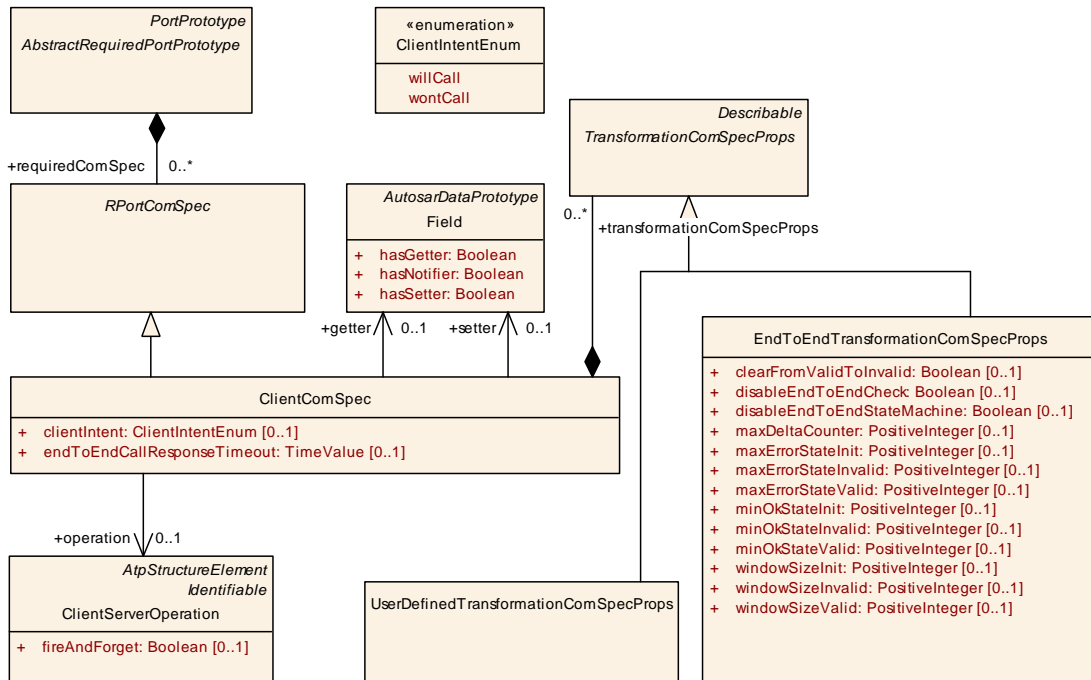 PortPrototype
AbstractRequiredPortPrototype
«enumeration»
ClientIntentEnum
willCall
wontCall
Describable
TransformationComSpecProps
+requiredComSpec 0..*
RPortComSpec
AutosarDataPrototype
Field
+ hasGetter: Boolean
+ hasNotifier: Boolean
+ hasSetter: Boolean
0..*
+transformationComSpecProps
+getter 0..1 +setter 0..1
EndToEndTransformationComSpecProps
+ clearFromValidToInvalid: Boolean [0..1]
+ disableEndToEndCheck: Boolean [0..1]
+ disableEndToEndStateMachine: Boolean [0..1]
+ maxDeltaCounter: PositiveInteger [0..1]
+ maxErrorStateInit: PositiveInteger [0..1]
+ maxErrorStateInvalid: PositiveInteger [0..1]
+ maxErrorStateValid: PositiveInteger [0..1]
+ minOkStateInit: PositiveInteger [0..1]
+ minOkStateInvalid: PositiveInteger [0..1]
+ minOkStateValid: PositiveInteger [0..1]
+ windowSizeInit: PositiveInteger [0..1]
+ windowSizeInvalid: PositiveInteger [0..1]
+ windowSizeValid: PositiveInteger [0..1]
ClientComSpec
+ clientIntent: ClientIntentEnum [0..1]
+ endToEndCallResponseTimeout: TimeValue [0..1]
+operation 0..1
AtpStructureElement
Identifiable
ClientServerOperation
+ fireAndForget: Boolean [0..1]
UserDefinedTransformationComSpecProps